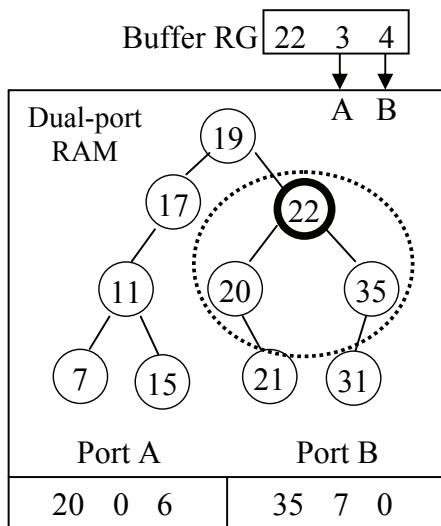 Buffer RG 22 3 4
A B
Dual-port
RAM
19
17 22
11 20 35
7 15 21 31
Port A Port B
20 0 6 35 7 0